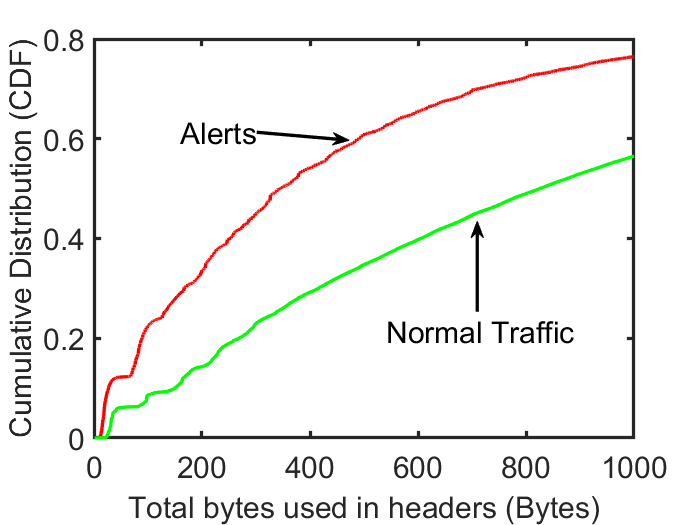 0.8
0.6
0.4
0.2
0
Cumulative Distribution (CDF)
Alerts
Normal Traffic
0 200 400 600 800 1000
Total bytes used in headers (Bytes)